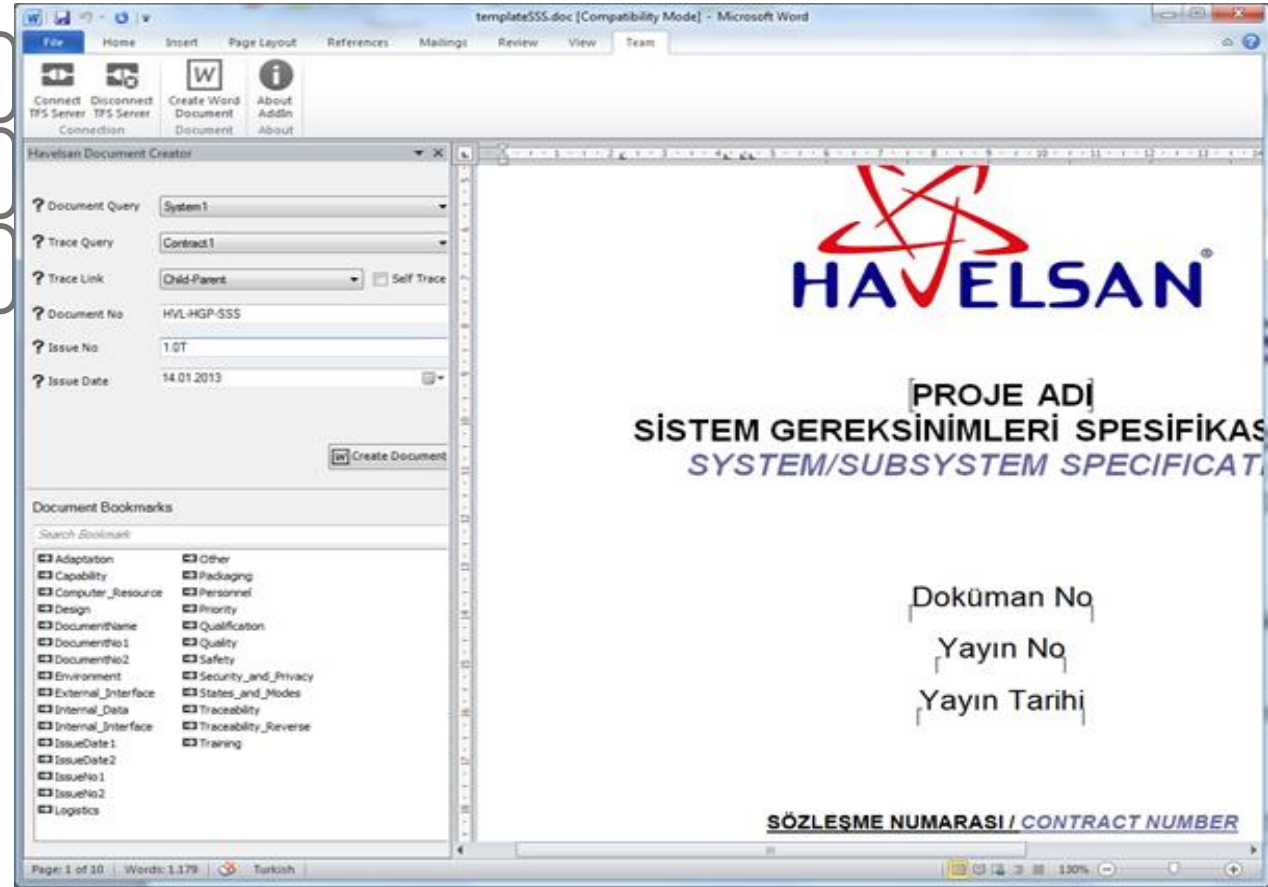 templateSSS.doc [Compatibility Mode] - Microsoft Word
File Home Insert Page Layout References Mailings Review View Team
Connect TFS Server
Disconnect TFS Server
Create Word Document
About AddIn
Connection Document About
Havelsan Document Creator
? Document Query System1
? Trace Query Contract1
? Trace Link Child-Parent Self Trace
? Document No HVL-HGP-SSS
? Issue No 1.0T
? Issue Date 14.01.2013
Create Document
Document Bookmarks
Search Bookmark
Adaptation
Capability
Computer_Resource
Design
DocumentName
DocumentNo1
DocumentNo2
Environment
External_Interface
Internal_Data
Internal_Interface
IssueDate1
IssueDate2
IssueNo1
IssueNo2
Logistics
Other
Packaging
Personnel
Priority
Qualification
Quality
Safety
Security_and_Privacy
States_and_Modes
Traceability
Traceability_Reverse
Training
HAVELSAN®
PROJE ADI
SİSTEM GEREKSİNİMLERİ SPESİFİKAS
SYSTEM/SUBSYSTEM SPECIFICAT
Doküman No
Yayın No
Yayın Tarihi
SÖZLEŞME NUMARASI / CONTRACT NUMBER
Page: 1 of 10 Words: 1.179 Turkish 130%